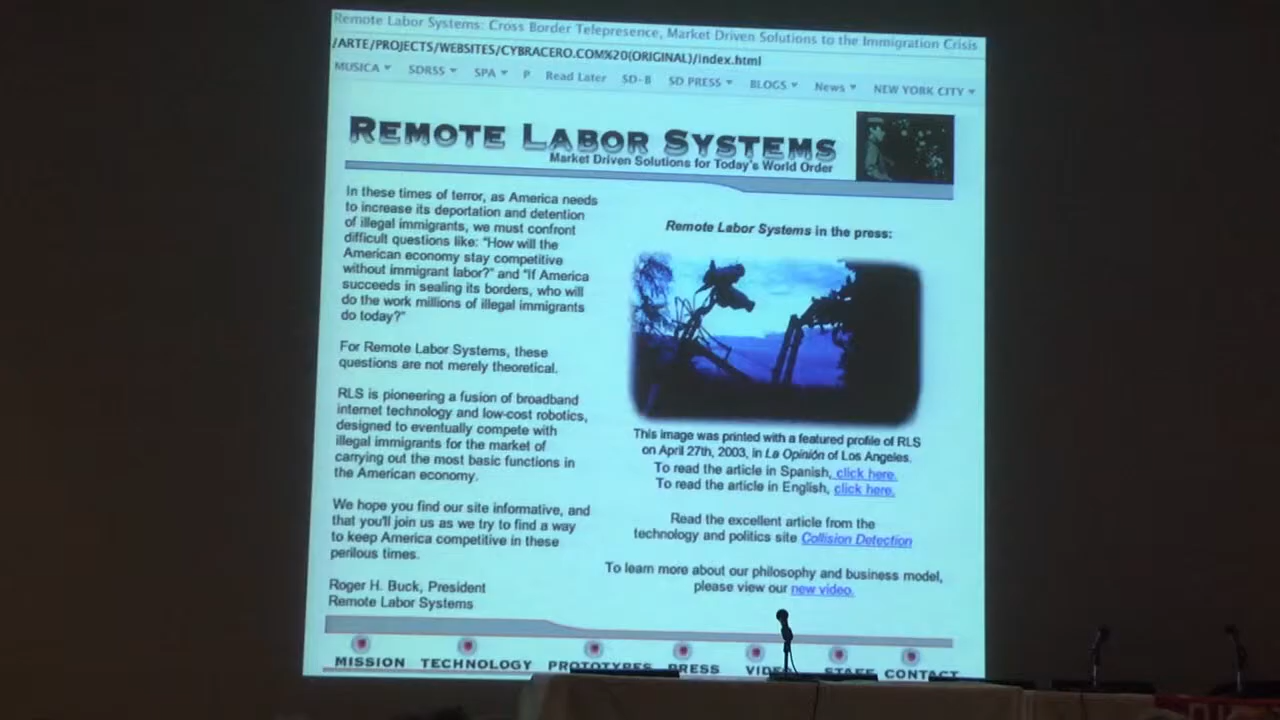 Remote Labor Systems: Cross Border Telepresence, Market Driven Solutions to the Immigration Crisis
/ARTE/PROJECTS/WEBSITES/CYBRACERO.COM%20(ORIGINAL)/index.html
MUSICA SDRSS SPA P Read Later SD-B SD PRESS BLOGS News NEW YORK CITY
REMOTE LABOR SYSTEMS
Market Driven Solutions for Today's World Order
In these times of terror, as America needs
to increase its deportation and detention
of illegal immigrants, we must confront
difficult questions like: "How will the
American economy stay competitive
without immigrant labor?" and "If America
succeeds in sealing its borders, who will
do the work millions of illegal immigrants
do today?"
For Remote Labor Systems, these
questions are not merely theoretical.
RLS is pioneering a fusion of broadband
internet technology and low-cost robotics,
designed to eventually compete with
illegal immigrants for the market of
carrying out the most basic functions in
the American economy.
We hope you find our site informative, and
that you'll join us as we try to find a way
to keep America competitive in these
perilous times.
Roger H. Buck, President
Remote Labor Systems
Remote Labor Systems in the press:
This image was printed with a featured profile of RLS
on April 27th, 2003, in La Opinión of Los Angeles.
To read the article in Spanish, click here.
To read the article in English, click here.
Read the excellent article from the
technology and politics site Collision Detection
To learn more about our philosophy and business model,
please view our new video.
MISSION TECHNOLOGY PROTOTYPES PRESS VIDEO STAFF CONTACT